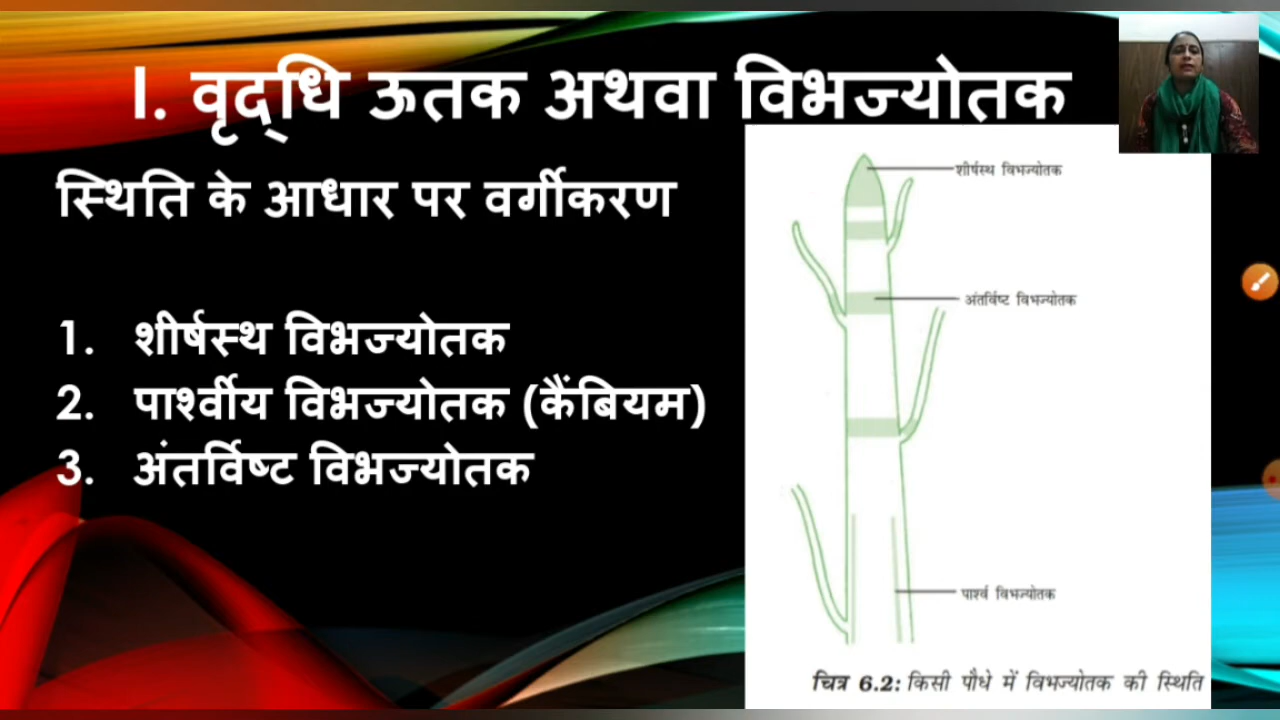 I. वृद्धि ऊतक अथवा विभज्योतक
स्थिति के आधार पर वर्गीकरण
1. शीर्षस्थ विभज्योतक
2. पार्श्वीय विभज्योतक (कैंबियम)
3. अंतर्विष्ट विभज्योतक
शीर्षस्थ विभज्योतक
अंतर्विष्ट विभज्योतक
पार्श्व विभज्योतक
चित्र 6.2: किसी पौधे में विभज्योतक की स्थिति